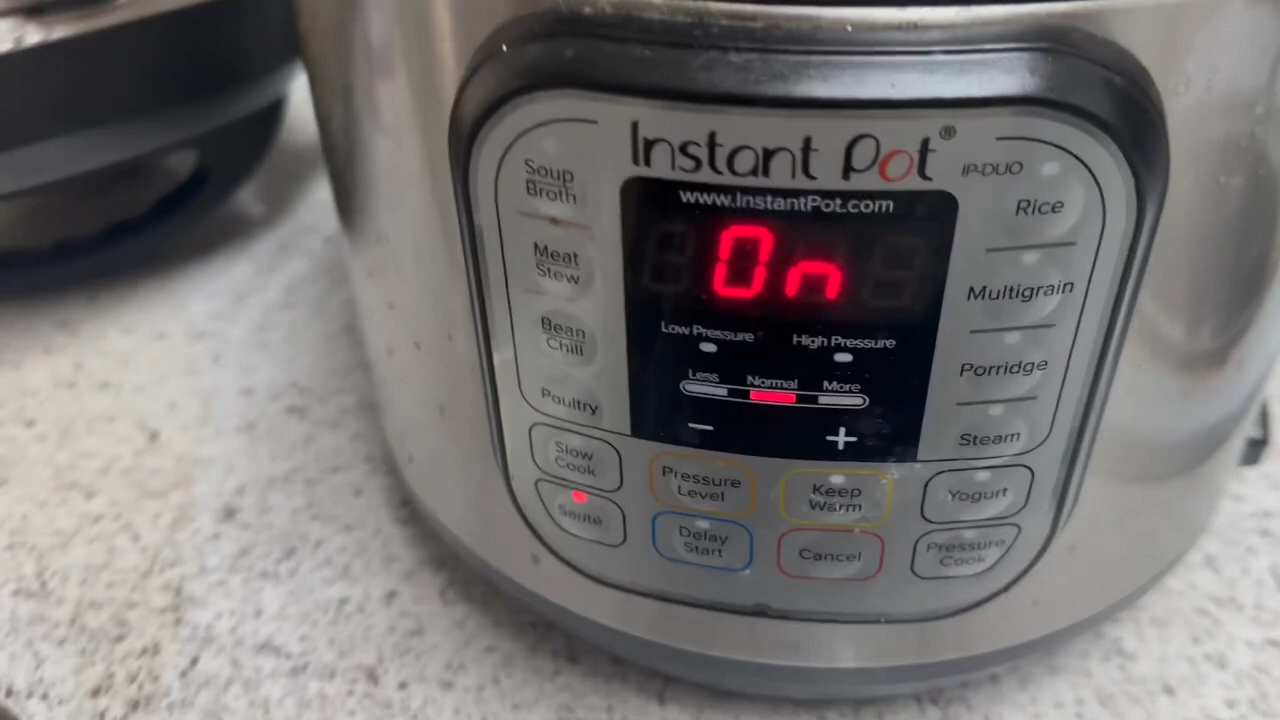 Instant Pot®
IP-DUO
www.InstantPot.com
On
Low Pressure
High Pressure
Less
Normal
More
−
+
Soup
Broth
Meat
Stew
Bean
Chili
Poultry
Slow
Cook
Sauté
Pressure
Level
Delay
Start
Keep
Warm
Cancel
Rice
Multigrain
Porridge
Steam
Yogurt
Pressure
Cook